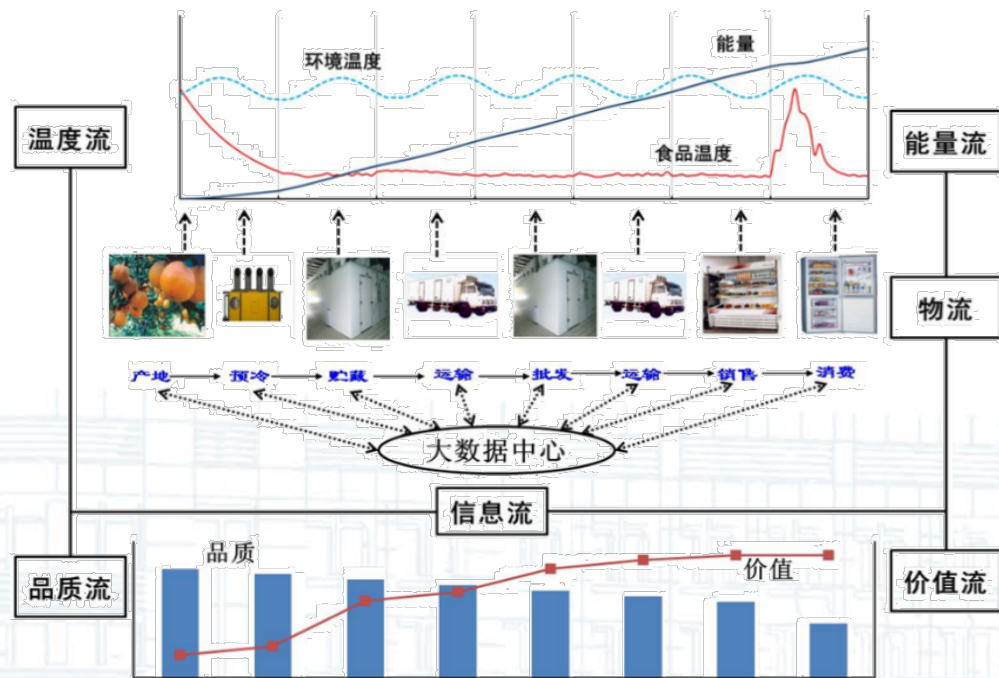 能量
环境温度
温度流
食品温度
能量流
物流
产地
预冷
贮藏
运输
批发
运输
销售
消费
大数据中心
信息流
品质
价值
品质流
价值流